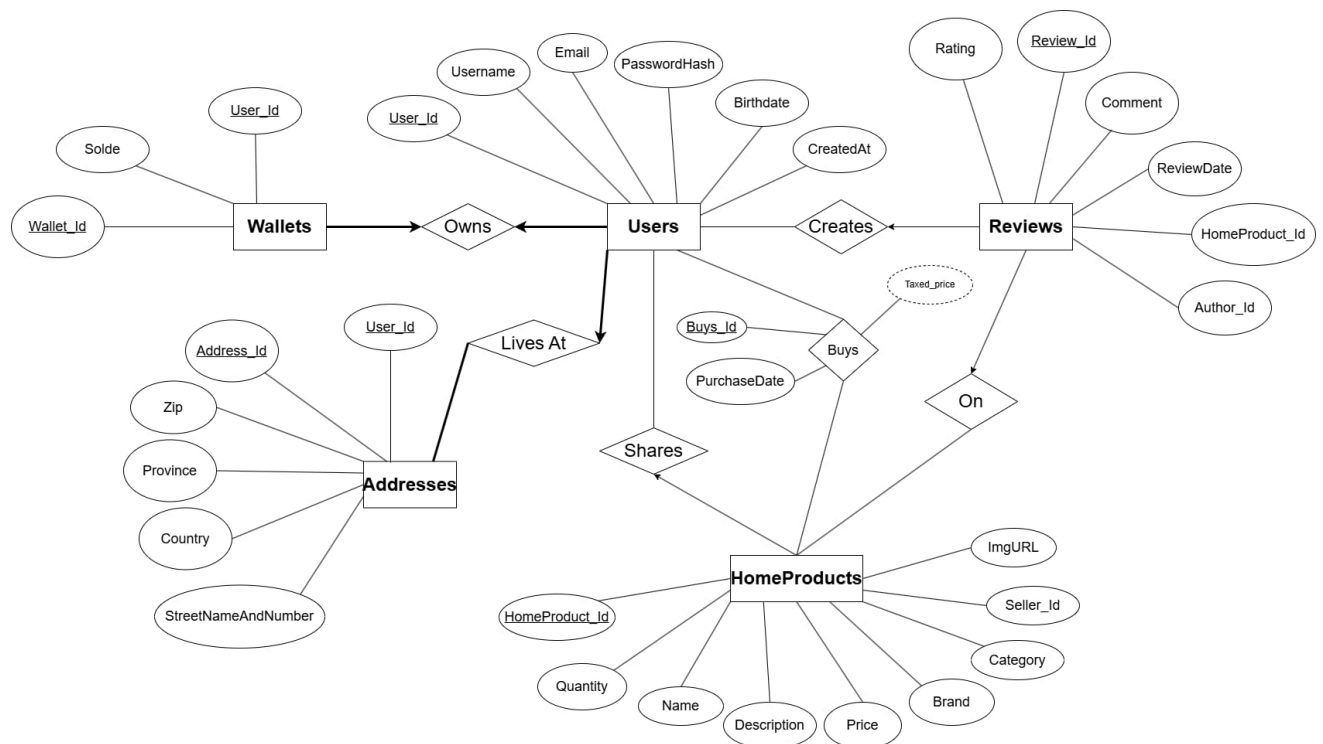 Rating
Review_Id
Comment
ReviewDate
HomeProduct_Id
Author_Id
Reviews
Creates
On
Email
Username
PasswordHash
User_Id
Birthdate
CreatedAt
Users
User_Id
Solde
Wallet_Id
Wallets
Owns
Taxed_price
Buys_Id
Buys
PurchaseDate
Lives At
User_Id
Address_Id
Zip
Province
Country
StreetNameAndNumber
Addresses
Shares
HomeProducts
ImgURL
Seller_Id
Category
Brand
Price
Description
Name
Quantity
HomeProduct_Id